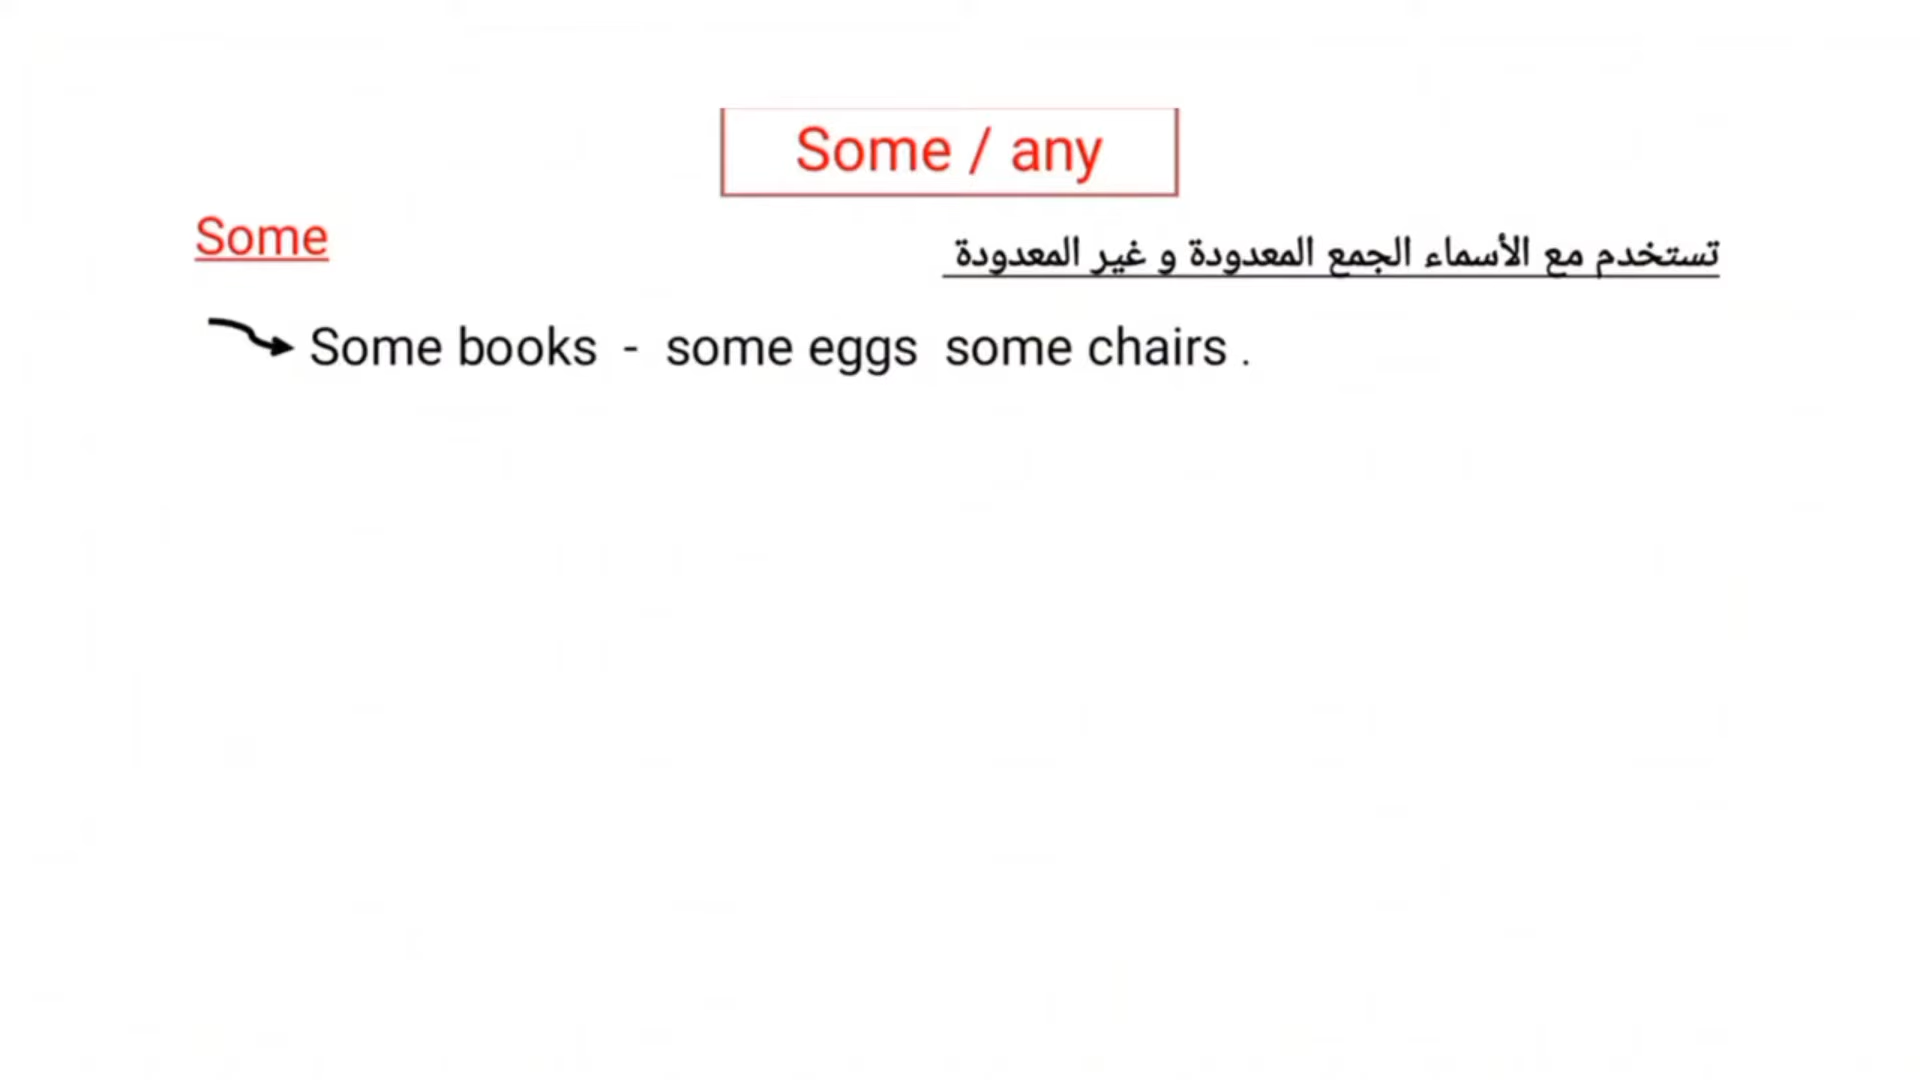 Some / any
Some
تستخدم مع الأسماء الجمع المعدودة و غير المعدودة
Some books - some eggs some chairs .